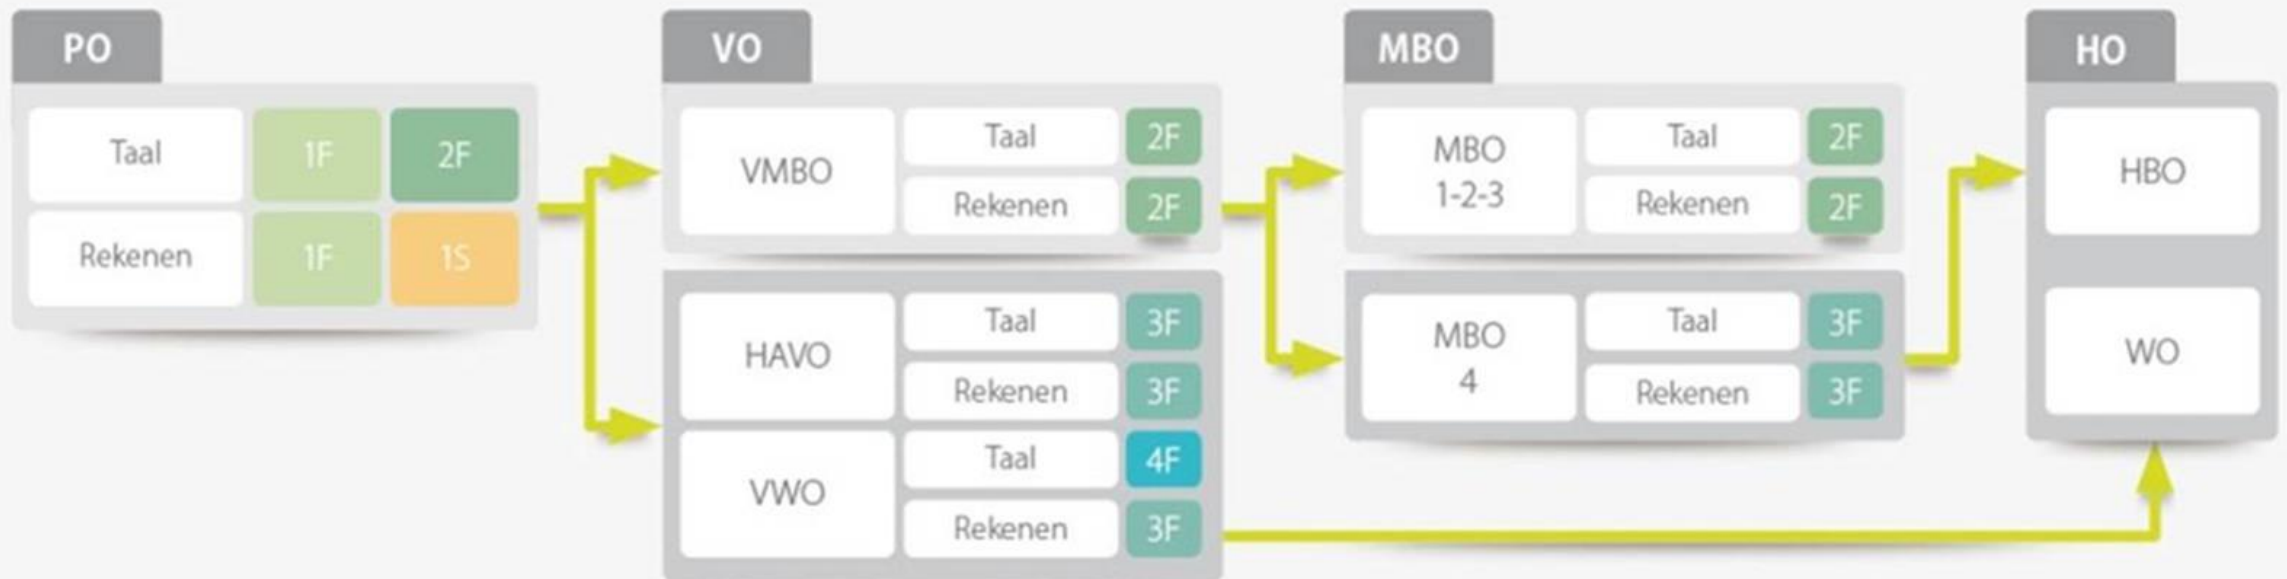 PO
Taal 1F 2F
Rekenen 1F 1S
VO
VMBO
Taal 2F
Rekenen 2F
HAVO
Taal 3F
Rekenen 3F
VWO
Taal 4F
Rekenen 3F
MBO
MBO
1-2-3
Taal 2F
Rekenen 2F
MBO
4
Taal 3F
Rekenen 3F
HO
HBO
WO